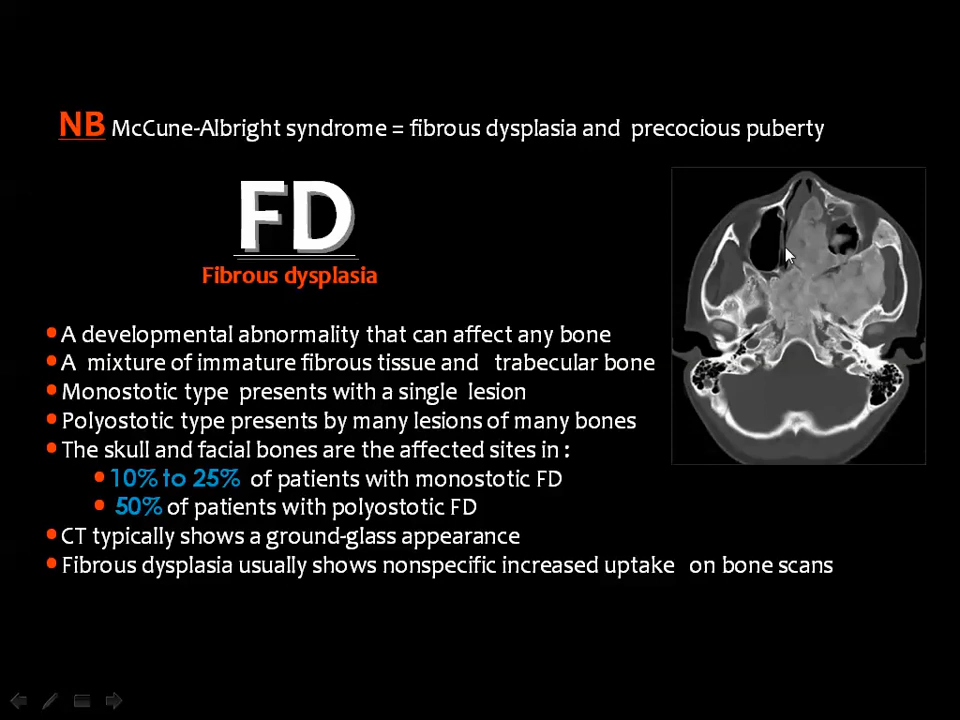 NB McCune-Albright syndrome = fibrous dysplasia and precocious puberty
FD
Fibrous dysplasia
• A developmental abnormality that can affect any bone
• A mixture of immature fibrous tissue and trabecular bone
• Monostotic type presents with a single lesion
• Polyostotic type presents by many lesions of many bones
• The skull and facial bones are the affected sites in :
• 10% to 25% of patients with monostotic FD
• 50% of patients with polyostotic FD
• CT typically shows a ground-glass appearance
• Fibrous dysplasia usually shows nonspecific increased uptake on bone scans